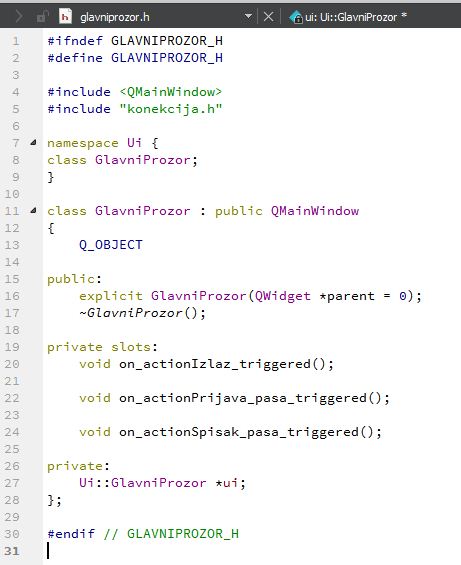 glavniprozor.h ui: Ui::GlavniProzor *
1 #ifndef GLAVNIPROZOR_H
2 #define GLAVNIPROZOR_H
3
4 #include <QMainWindow>
5 #include "konekcija.h"
6
7 namespace Ui {
8 class GlavniProzor;
9 }
10
11 class GlavniProzor : public QMainWindow
12 {
13     Q_OBJECT
14
15 public:
16     explicit GlavniProzor(QWidget *parent = 0);
17     ~GlavniProzor();
18
19 private slots:
20     void on_actionIzlaz_triggered();
21
22     void on_actionPrijava_pasa_triggered();
23
24     void on_actionSpisak_pasa_triggered();
25
26 private:
27     Ui::GlavniProzor *ui;
28 };
29
30 #endif // GLAVNIPROZOR_H
31